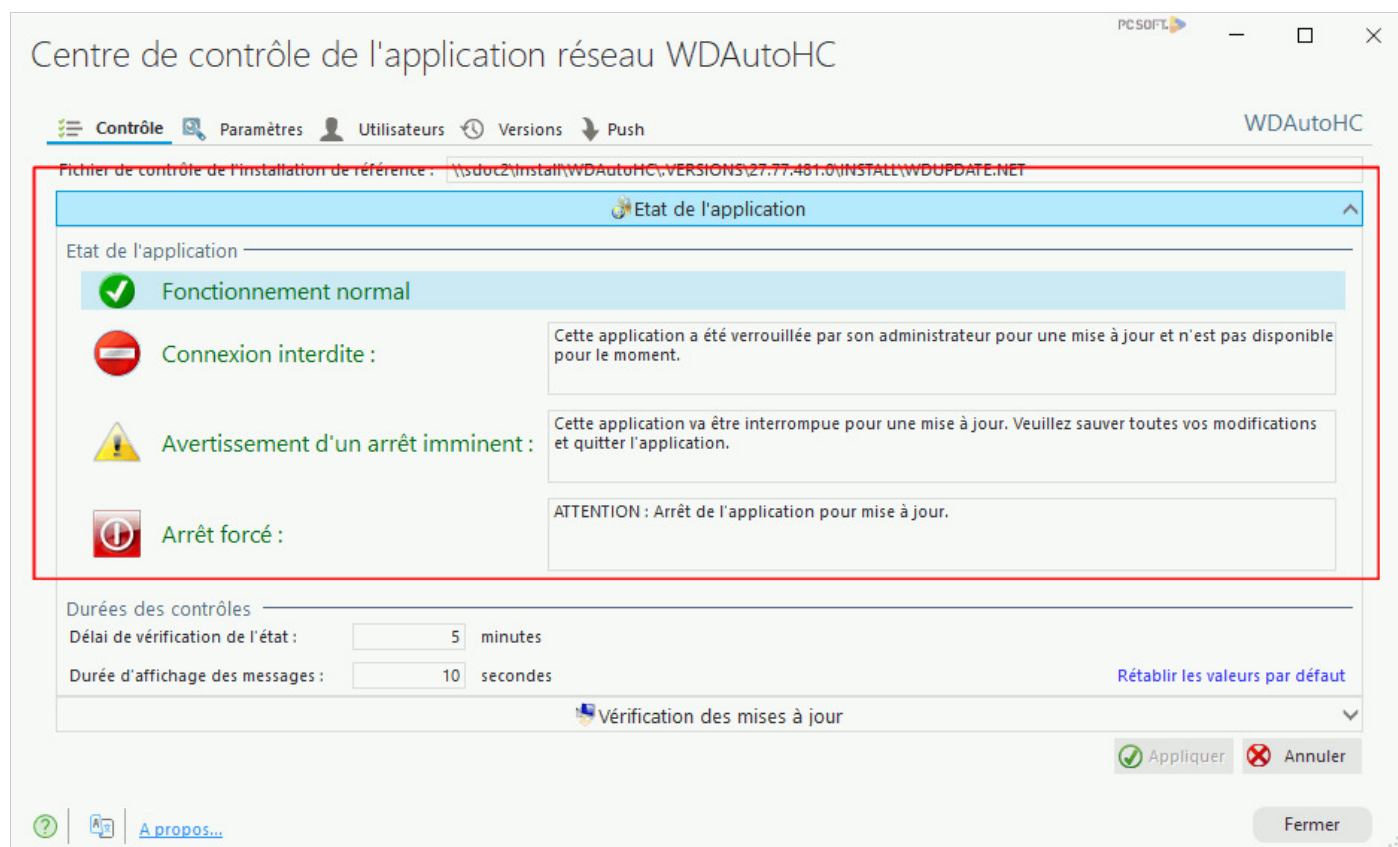 PC SOFT
Centre de contrôle de l'application réseau WDAutoHC
Contrôle Paramètres Utilisateurs Versions Push
WDAutoHC
Fichier de contrôle de l'installation de référence : \\sdoc2\Install\WDAutoHC\.VERSIONS\27.77.481.0\INSTALL\WDUPDATE.NET
Etat de l'application
Etat de l'application
Fonctionnement normal
Connexion interdite :
Cette application a été verrouillée par son administrateur pour une mise à jour et n'est pas disponible
pour le moment.
Avertissement d'un arrêt imminent :
Cette application va être interrompue pour une mise à jour. Veuillez sauver toutes vos modifications
et quitter l'application.
Arrêt forcé :
ATTENTION : Arrêt de l'application pour mise à jour.
Durées des contrôles
Délai de vérification de l'état : 5 minutes
Durée d'affichage des messages : 10 secondes
Rétablir les valeurs par défaut
Vérification des mises à jour
Appliquer Annuler
A propos...
Fermer